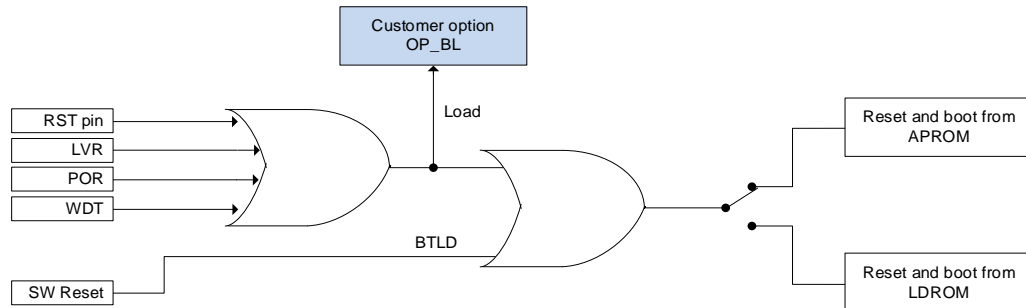 Customer option
OP_BL
Load
RST pin
LVR
POR
WDT
BTLD
SW Reset
Reset and boot from
APROM
Reset and boot from
LDROM